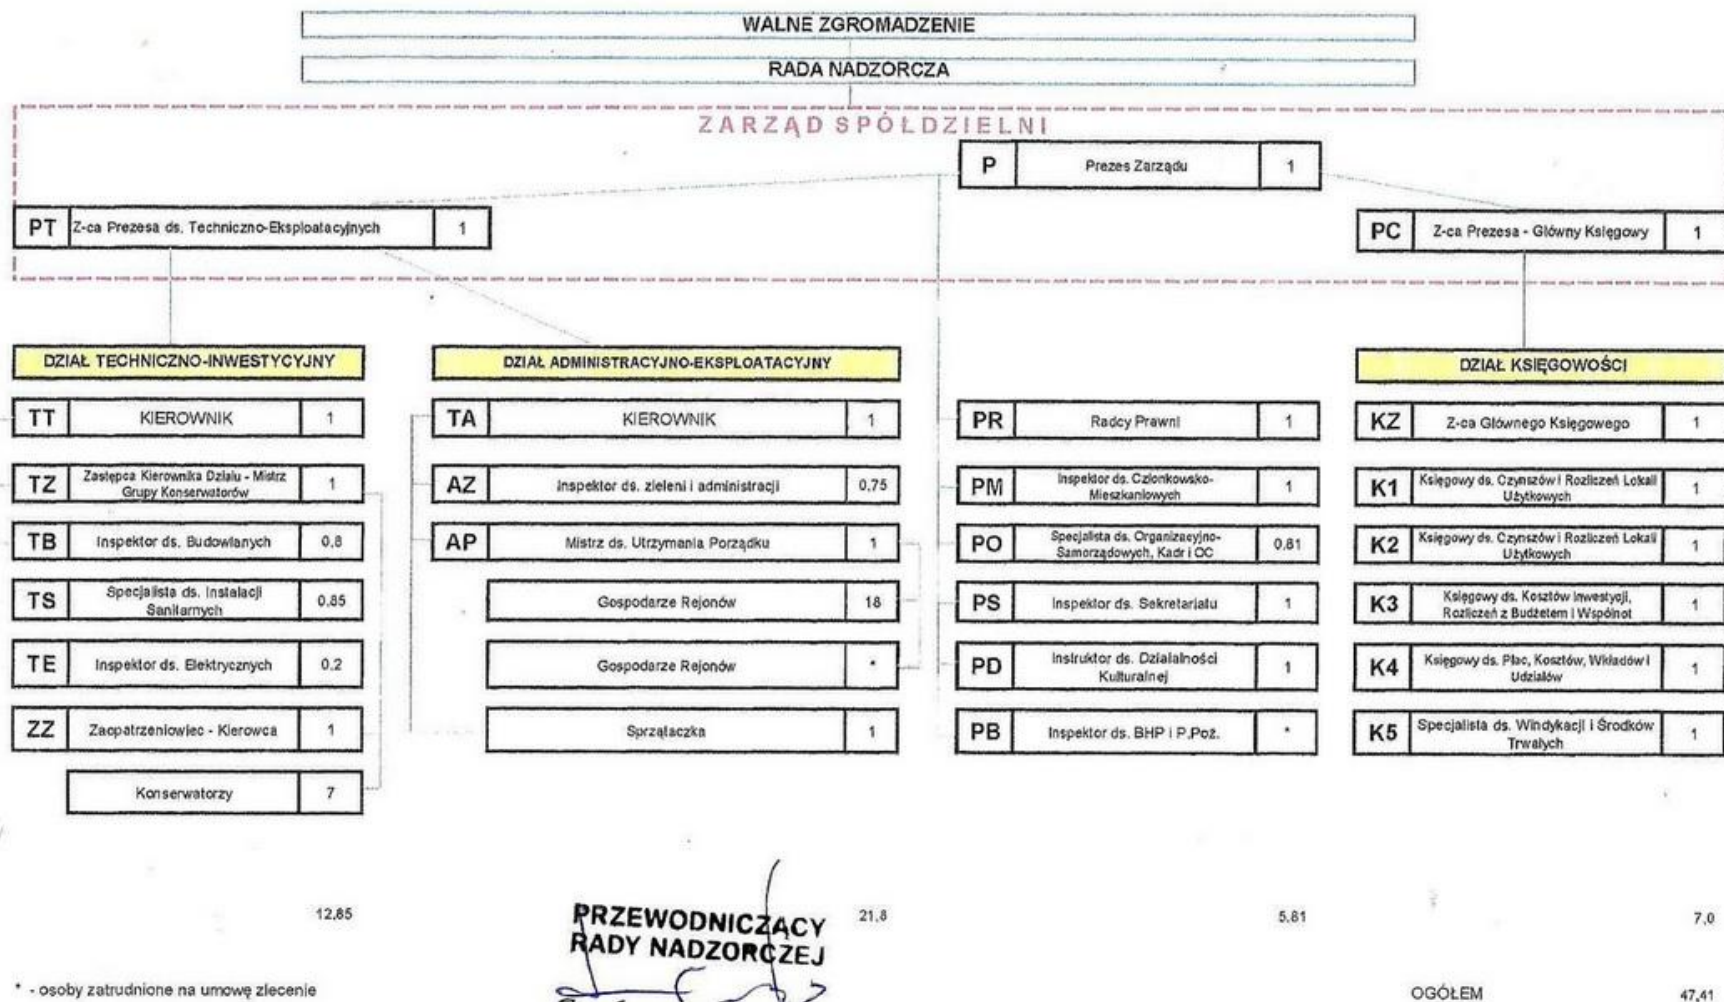 WALNE ZGROMADZENIE
RADA NADZORCZA
ZARZĄD SPÓŁDZIELNI
P Prezes Zarządu 1
PT Z-ca Prezesa ds. Techniczno-Eksploatacyjnych 1
PC Z-ca Prezesa - Główny Księgowy 1
DZIAŁ TECHNICZNO-INWESTYCYJNY
TT KIEROWNIK 1
TZ Zastępca Kierownika Działu - Mistrz
Grupy Konserwatorów 1
TB Inspektor ds. Budowlanych 0,8
TS Specjalista ds. Instalacji
Sanitarnych 0,85
TE Inspektor ds. Elektrycznych 0,2
ZZ Zaopatrzeniowiec - Kierowca 1
Konserwatorzy 7
12,85
DZIAŁ ADMINISTRACYJNO-EKSPLOATACYJNY
TA KIEROWNIK 1
AZ Inspektor ds. zieleni i administracji 0,75
AP Mistrz ds. Utrzymania Porządku 1
Gospodarze Rejonów 18
Gospodarze Rejonów *
Sprzątaczka 1
21,8
PR Radcy Prawni 1
PM Inspektor ds. Członkowsko-
Mieszkaniowych 1
PO Specjalista ds. Organizacyjno-
Samorządowych, Kadr i OC 0,81
PS Inspektor ds. Sekretariatu 1
PD Instruktor ds. Działalności
Kulturalnej 1
PB Inspektor ds. BHP i P.Poż. *
5,81
DZIAŁ KSIĘGOWOŚCI
KZ Z-ca Głównego Księgowego 1
K1 Księgowy ds. Czynszów i Rozliczeń Lokali
Użytkowych 1
K2 Księgowy ds. Czynszów i Rozliczeń Lokali
Użytkowych 1
K3 Księgowy ds. Kosztów Inwestycji,
Rozliczeń z Budżetem i Wspólnot 1
K4 Księgowy ds. Płac, Kosztów, Wkładów i
Udziałów 1
K5 Specjalista ds. Windykacji i Środków
Trwałych 1
7,0
PRZEWODNICZĄCY
RADY NADZORCZEJ
* - osoby zatrudnione na umowę zlecenie
OGÓŁEM 47,41